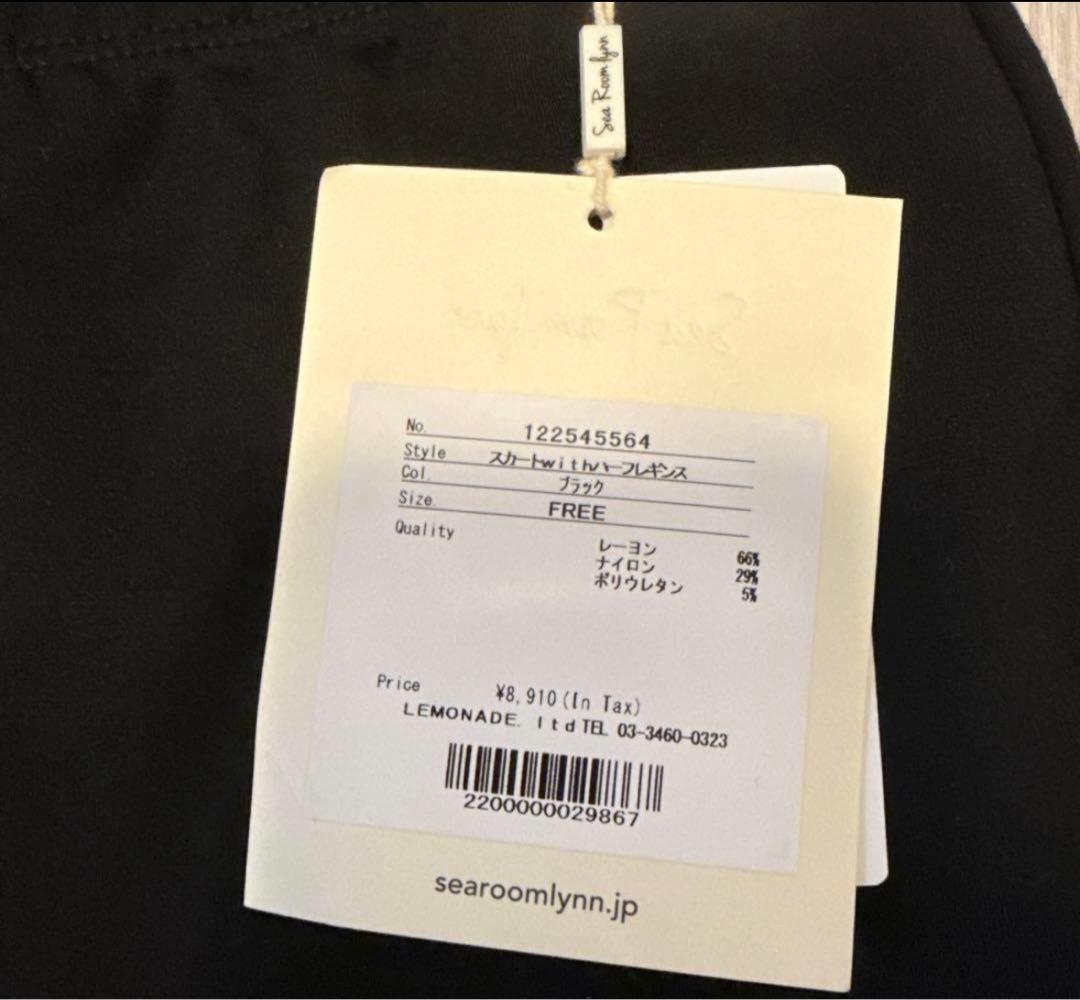 Sea Room lynn
No. 122545564
Style スカートwithハーフレギンス
Col. ブラック
Size. FREE
Quality
レーヨン 66%
ナイロン 29%
ポリウレタン 5%
Price ¥8,910(In Tax)
LEMONADE. ltd TEL 03-3460-0323
2200000029867
searoomlynn.jp